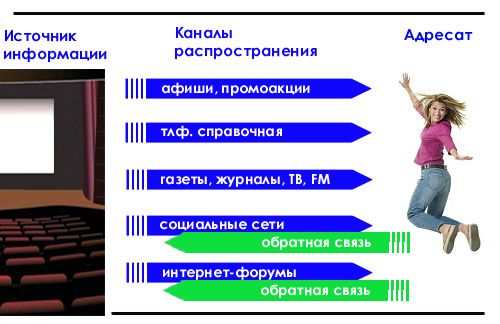 Источник
информации
Каналы
распространения
Адресат
афиши, промоакции
тлф. справочная
газеты, журналы, ТВ, FM
социальные сети
обратная связь
интернет-форумы
обратная связь